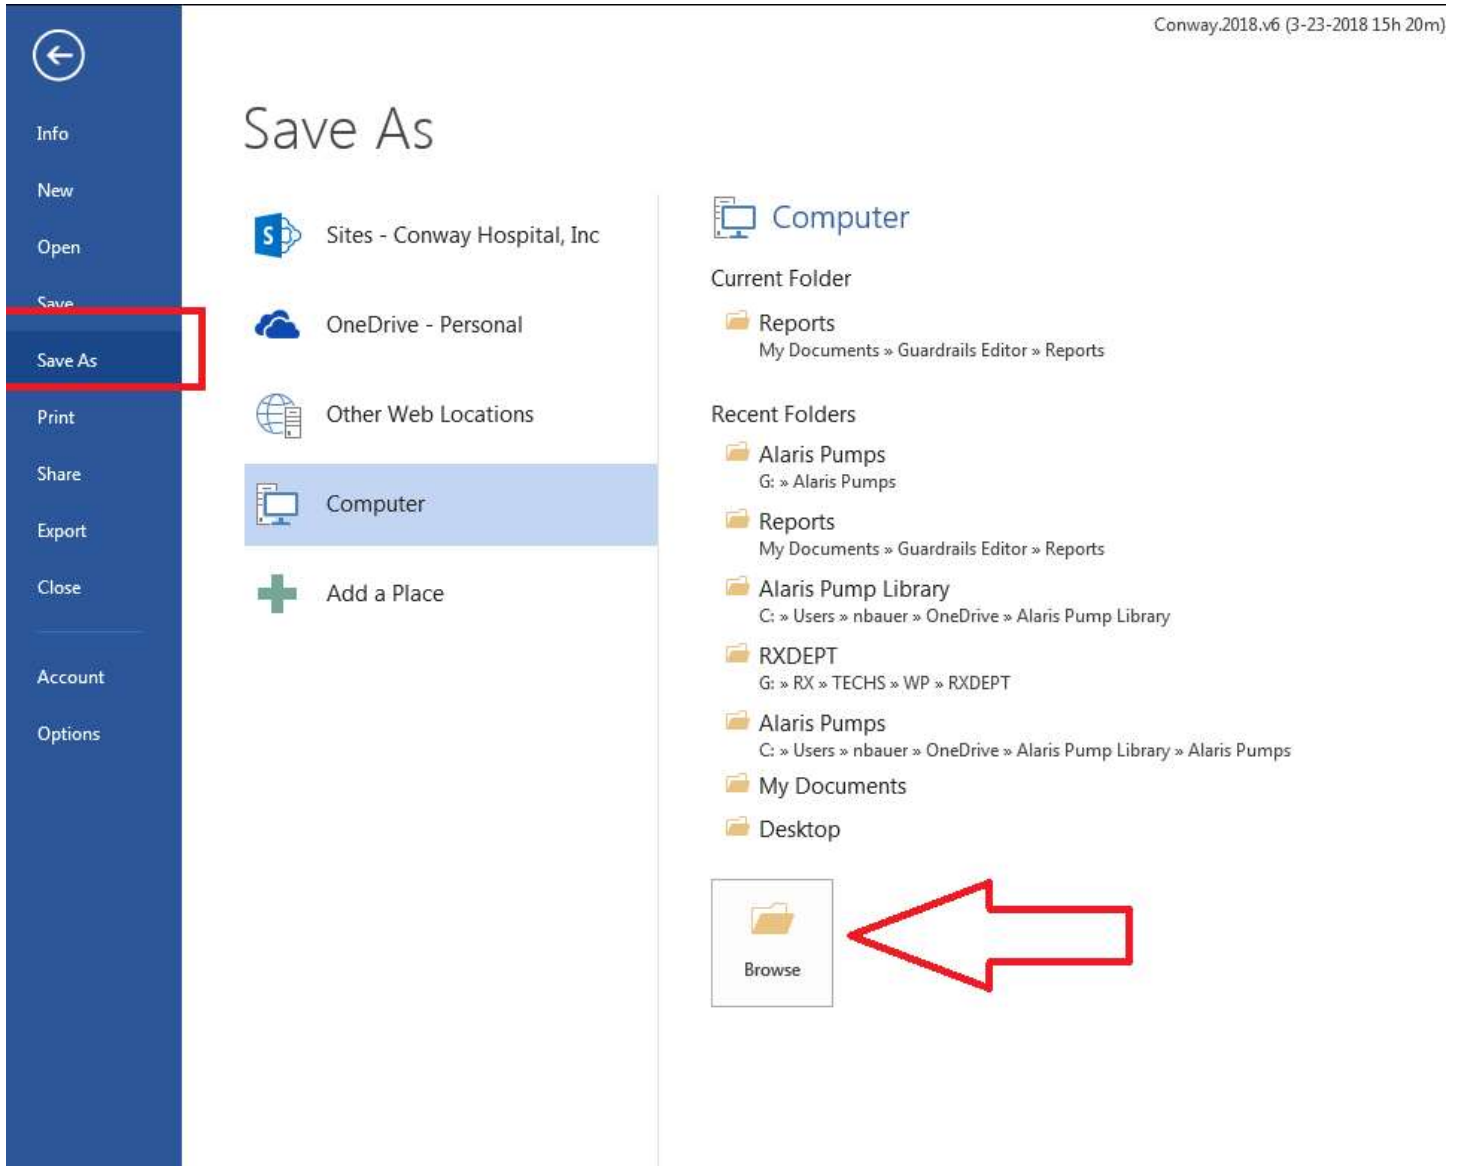 Conway.2018.v6 (3-23-2018 15h 20m)
Info
New
Open
Save
Save As
Print
Share
Export
Close
Account
Options
Save As
S
Sites - Conway Hospital, Inc
OneDrive - Personal
Other Web Locations
Computer
Add a Place
Computer
Current Folder
Reports
My Documents » Guardrails Editor » Reports
Recent Folders
Alaris Pumps
G: » Alaris Pumps
Reports
My Documents » Guardrails Editor » Reports
Alaris Pump Library
C: » Users » nbauer » OneDrive » Alaris Pump Library
RXDEPT
G: » RX » TECHS » WP » RXDEPT
Alaris Pumps
C: » Users » nbauer » OneDrive » Alaris Pump Library » Alaris Pumps
My Documents
Desktop
Browse